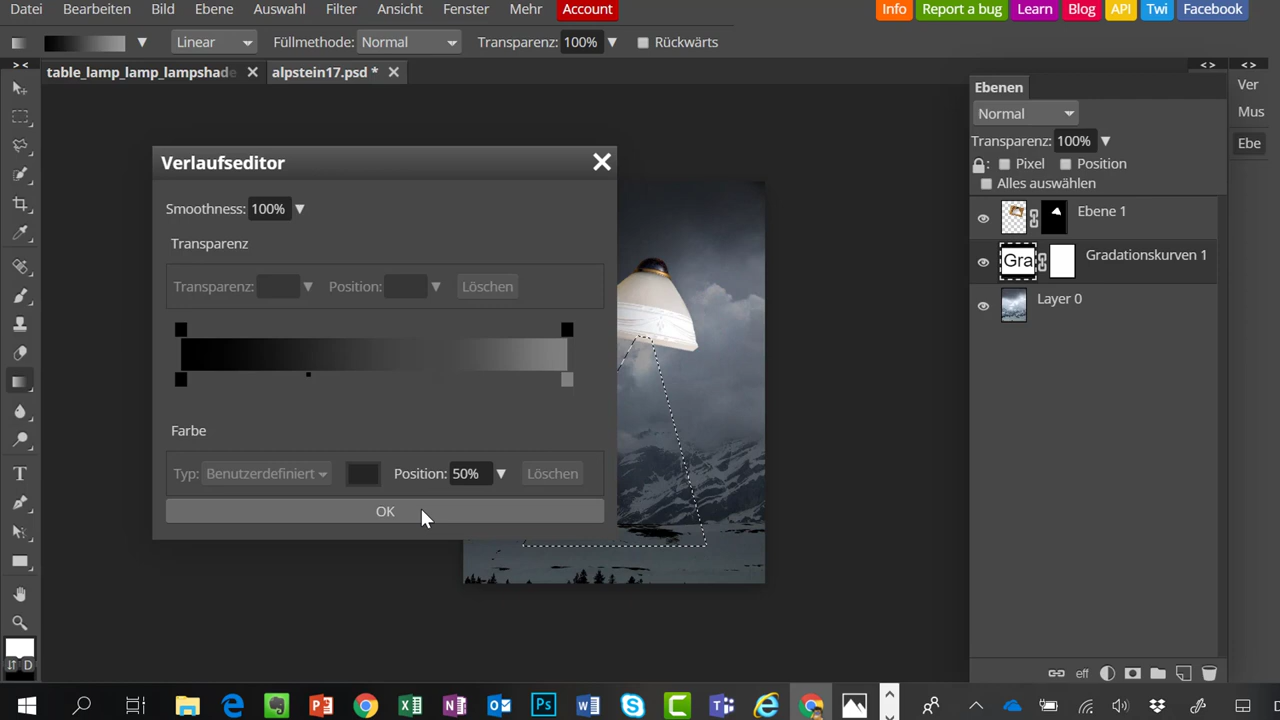 Datei Bearbeiten Bild Ebene Auswahl Filter Ansicht Fenster Mehr Account Info Report a bug Learn Blog API Twi Facebook
Linear Füllmethode: Normal Transparenz: 100% Rückwärts
> < table_lamp_lamp_lampshade alpstein17.psd * < > < >
Ebenen Ver
Normal Mus
Transparenz: 100% Ebe
Pixel Position
Alles auswählen
Ebene 1
Gra Gradationskurven 1
Layer 0
Verlaufseditor
Smoothness: 100%
Transparenz
Transparenz: Position: Löschen
Farbe
Typ: Benutzerdefiniert Position: 50% Löschen
OK
T
D
eff